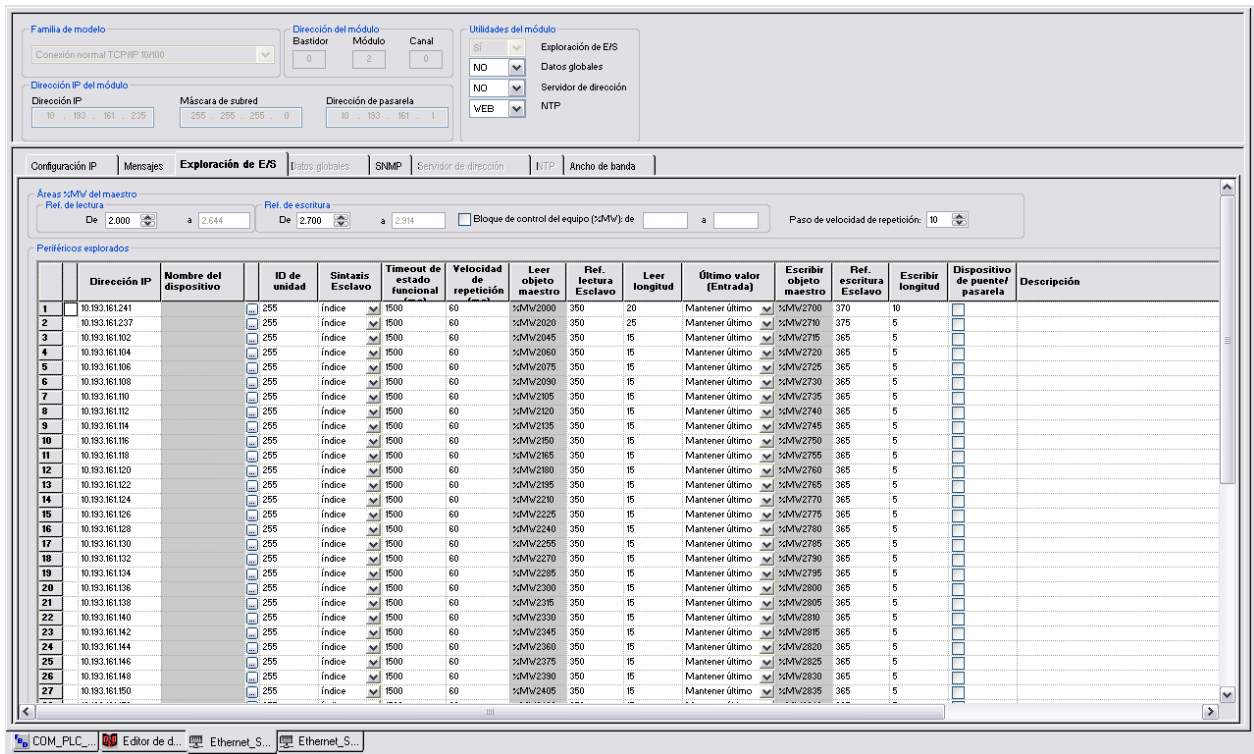 Familia de modelo
Conexión normal TCP/IP 10/100
Dirección del módulo
Bastidor Módulo Canal
0 2 0
Utilidades del módulo
SÍ Exploración de E/S
NO Datos globales
NO Servidor de dirección
WEB NTP
Dirección IP del módulo
Dirección IP Máscara de subred Dirección de pasarela
10 . 193 . 161 . 235 255 . 255 . 255 . 0 10 . 193 . 161 . 1
Configuración IP Mensajes Exploración de E/S Datos globales SNMP Servidor de dirección NTP Ancho de banda
Áreas %MW del maestro
Ref. de lectura Ref. de escritura
De 2.000 a 2.644 De 2.700 a 2.914 Bloque de control del equipo (%MW): de a Paso de velocidad de repetición: 10
Periféricos explorados
Dirección IP Nombre del dispositivo ID de unidad Sintaxis Esclavo Timeout de estado funcional (ms) Velocidad de repetición (ms) Leer objeto maestro Ref. lectura Esclavo Leer longitud Último valor (Entrada) Escribir objeto maestro Ref. escritura Esclavo Escribir longitud Dispositivo de puente/ pasarela Descripción
1 10.193.161.241 ... 255 índice 1500 60 %MW2000 350 20 Mantener último %MW2700 370 10
2 10.193.161.237 ... 255 índice 1500 60 %MW2020 350 25 Mantener último %MW2710 375 5
3 10.193.161.102 ... 255 índice 1500 60 %MW2045 350 15 Mantener último %MW2715 365 5
4 10.193.161.104 ... 255 índice 1500 60 %MW2060 350 15 Mantener último %MW2720 365 5
5 10.193.161.106 ... 255 índice 1500 60 %MW2075 350 15 Mantener último %MW2725 365 5
6 10.193.161.108 ... 255 índice 1500 60 %MW2090 350 15 Mantener último %MW2730 365 5
7 10.193.161.110 ... 255 índice 1500 60 %MW2105 350 15 Mantener último %MW2735 365 5
8 10.193.161.112 ... 255 índice 1500 60 %MW2120 350 15 Mantener último %MW2740 365 5
9 10.193.161.114 ... 255 índice 1500 60 %MW2135 350 15 Mantener último %MW2745 365 5
10 10.193.161.116 ... 255 índice 1500 60 %MW2150 350 15 Mantener último %MW2750 365 5
11 10.193.161.118 ... 255 índice 1500 60 %MW2165 350 15 Mantener último %MW2755 365 5
12 10.193.161.120 ... 255 índice 1500 60 %MW2180 350 15 Mantener último %MW2760 365 5
13 10.193.161.122 ... 255 índice 1500 60 %MW2195 350 15 Mantener último %MW2765 365 5
14 10.193.161.124 ... 255 índice 1500 60 %MW2210 350 15 Mantener último %MW2770 365 5
15 10.193.161.126 ... 255 índice 1500 60 %MW2225 350 15 Mantener último %MW2775 365 5
16 10.193.161.128 ... 255 índice 1500 60 %MW2240 350 15 Mantener último %MW2780 365 5
17 10.193.161.130 ... 255 índice 1500 60 %MW2255 350 15 Mantener último %MW2785 365 5
18 10.193.161.132 ... 255 índice 1500 60 %MW2270 350 15 Mantener último %MW2790 365 5
19 10.193.161.134 ... 255 índice 1500 60 %MW2285 350 15 Mantener último %MW2795 365 5
20 10.193.161.136 ... 255 índice 1500 60 %MW2300 350 15 Mantener último %MW2800 365 5
21 10.193.161.138 ... 255 índice 1500 60 %MW2315 350 15 Mantener último %MW2805 365 5
22 10.193.161.140 ... 255 índice 1500 60 %MW2330 350 15 Mantener último %MW2810 365 5
23 10.193.161.142 ... 255 índice 1500 60 %MW2345 350 15 Mantener último %MW2815 365 5
24 10.193.161.144 ... 255 índice 1500 60 %MW2360 350 15 Mantener último %MW2820 365 5
25 10.193.161.146 ... 255 índice 1500 60 %MW2375 350 15 Mantener último %MW2825 365 5
26 10.193.161.148 ... 255 índice 1500 60 %MW2390 350 15 Mantener último %MW2830 365 5
27 10.193.161.150 ... 255 índice 1500 60 %MW2405 350 15 Mantener último %MW2835 365 5
COM_PLC_... Editor de d... Ethernet_S... Ethernet_S...